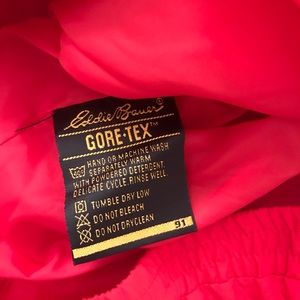 Eddie Bauer®
GORE-TEX™
HAND OR MACHINE WASH
SEPARATELY WARM
WITH POWDERED DETERGENT.
DELICATE CYCLE. RINSE WELL.
TUMBLE DRY LOW
DO NOT BLEACH
DO NOT DRYCLEAN
91